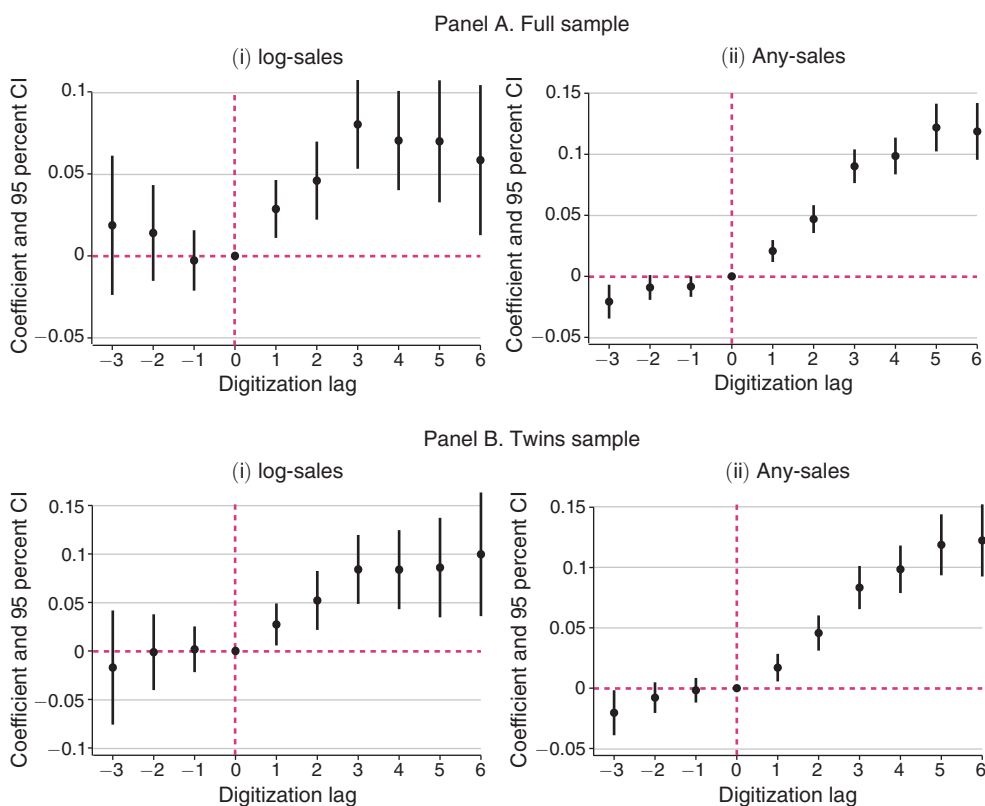 Panel A. Full sample
(i) log-sales
Coefficient and 95 percent CI
0.1
0.05
0
−0.05
−3 −2 −1 0 1 2 3 4 5 6
Digitization lag
(ii) Any-sales
Coefficient and 95 percent CI
0.15
0.1
0.05
0
−0.05
−3 −2 −1 0 1 2 3 4 5 6
Digitization lag
Panel B. Twins sample
(i) log-sales
Coefficient and 95 percent CI
0.15
0.1
0.05
0
−0.05
−0.1
−3 −2 −1 0 1 2 3 4 5 6
Digitization lag
(ii) Any-sales
Coefficient and 95 percent CI
0.15
0.1
0.05
0
−0.05
−3 −2 −1 0 1 2 3 4 5 6
Digitization lag